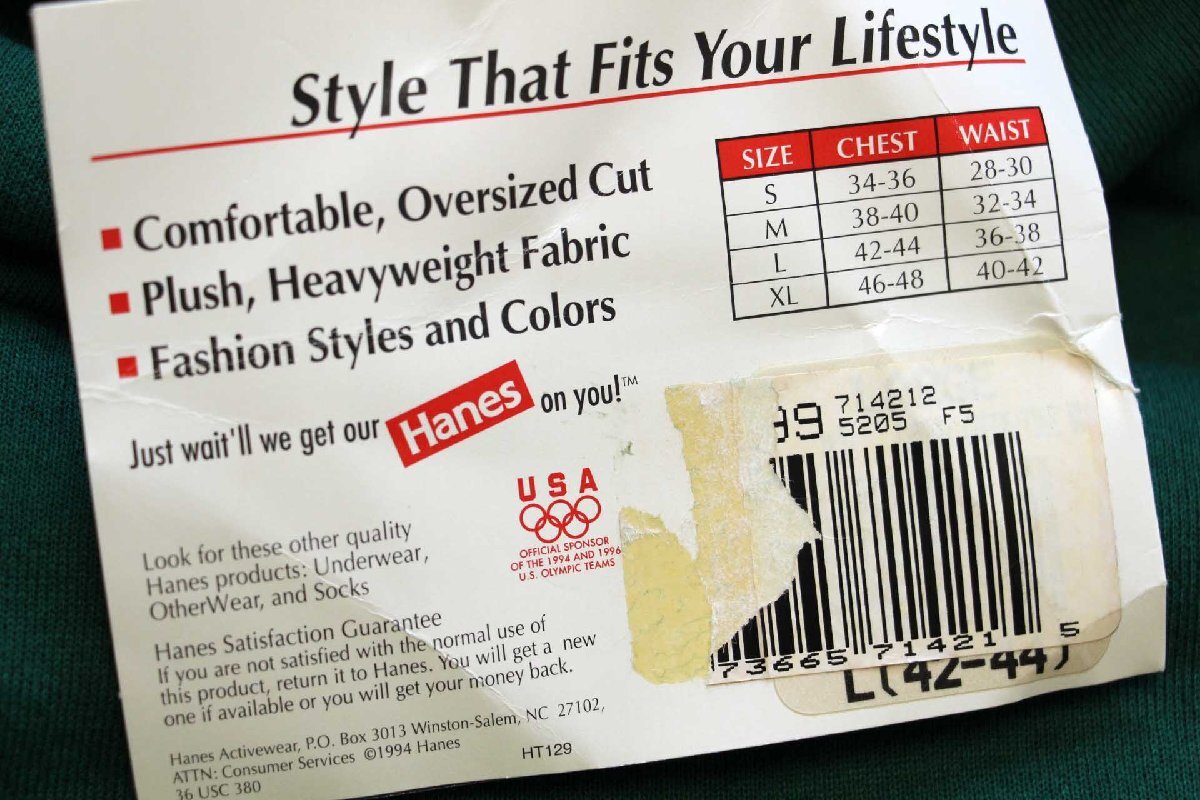 Style That Fits Your Lifestyle
Comfortable, Oversized Cut
Plush, Heavyweight Fabric
Fashion Styles and Colors
SIZE CHEST WAIST
S 34-36 28-30
M 38-40 32-34
L 42-44 36-38
XL 46-48 40-42
Just wait'll we get our Hanes on you!™
USA
OFFICIAL SPONSOR
OF THE 1994 AND 1996
U.S. OLYMPIC TEAMS
Look for these other quality
Hanes products: Underwear,
OtherWear, and Socks
Hanes Satisfaction Guarantee
If you are not satisfied with the normal use of
this product, return it to Hanes. You will get a new
one if available or you will get your money back.
Hanes Activewear, P.O. Box 3013 Winston-Salem, NC 27102,
ATTN: Consumer Services ©1994 Hanes
36 USC 380
HT129
99 714212
5205 F5
73665 71421 5
L(42-44)